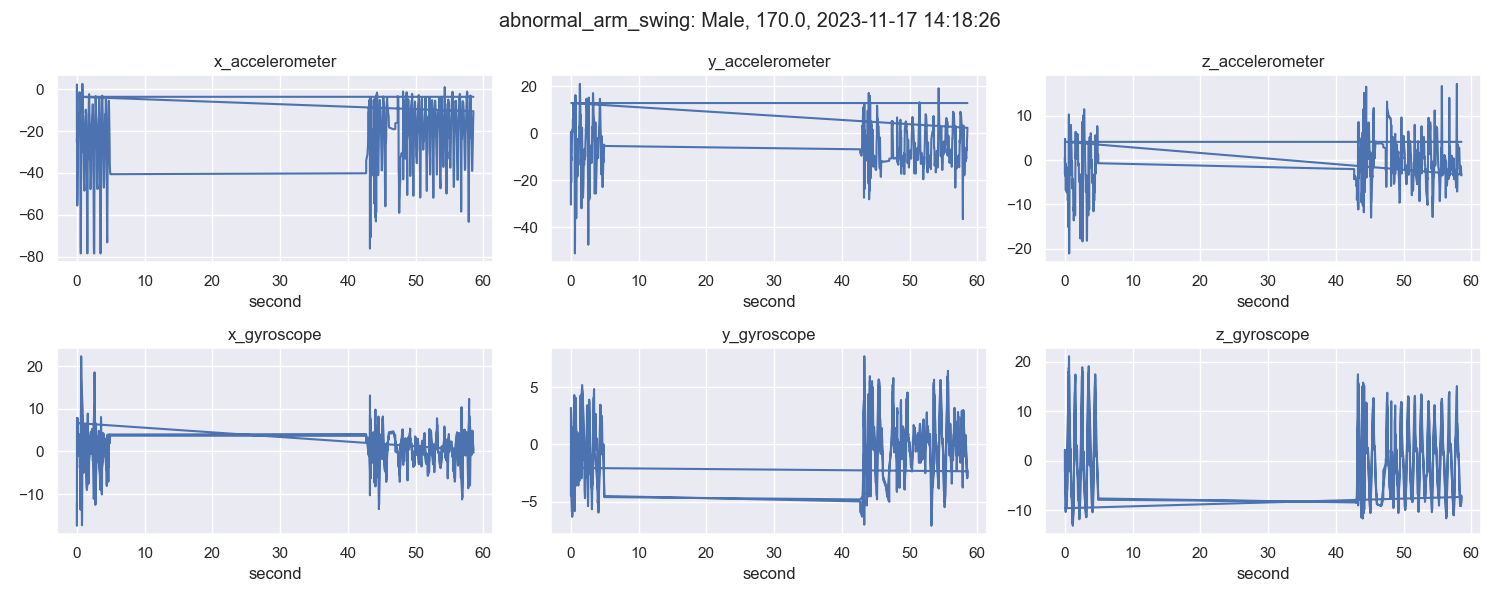 abnormal_arm_swing: Male, 170.0, 2023-11-17 14:18:26
x_accelerometer
0
−20
−40
−60
−80
0 10 20 30 40 50 60
second
y_accelerometer
20
0
−20
−40
0 10 20 30 40 50 60
second
z_accelerometer
10
0
−10
−20
0 10 20 30 40 50 60
second
x_gyroscope
20
10
0
−10
0 10 20 30 40 50 60
second
y_gyroscope
5
0
−5
0 10 20 30 40 50 60
second
z_gyroscope
20
10
0
−10
0 10 20 30 40 50 60
second